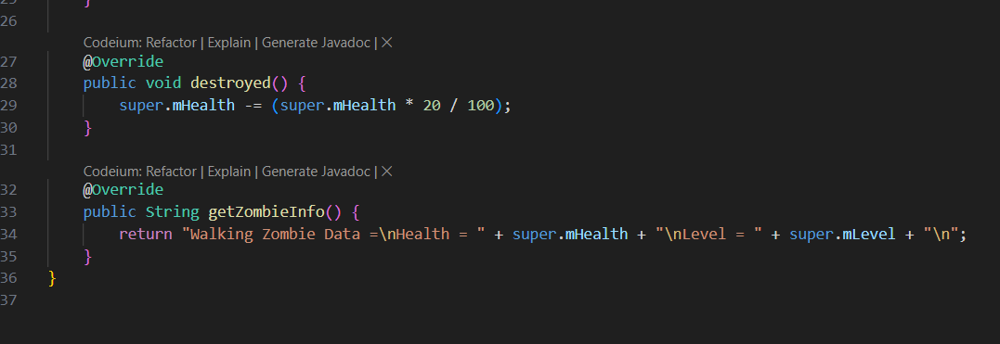 25 }
26
Codeium: Refactor | Explain | Generate Javadoc | ✕
27 @Override
28 public void destroyed() {
29 super.mHealth -= (super.mHealth * 20 / 100);
30 }
31
Codeium: Refactor | Explain | Generate Javadoc | ✕
32 @Override
33 public String getZombieInfo() {
34 return "Walking Zombie Data =\nHealth = " + super.mHealth + "\nLevel = " + super.mLevel + "\n";
35 }
36 }
37